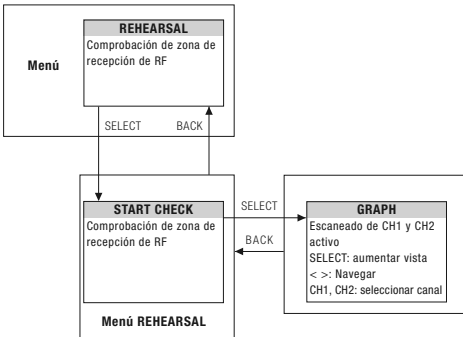 REHEARSAL
Comprobación de zona de
recepción de RF
Menú
SELECT
BACK
START CHECK
Comprobación de zona de
recepción de RF
Menú REHEARSAL
SELECT
BACK
GRAPH
Escaneado de CH1 y CH2
activo
SELECT: aumentar vista
< >: Navegar
CH1, CH2: seleccionar canal